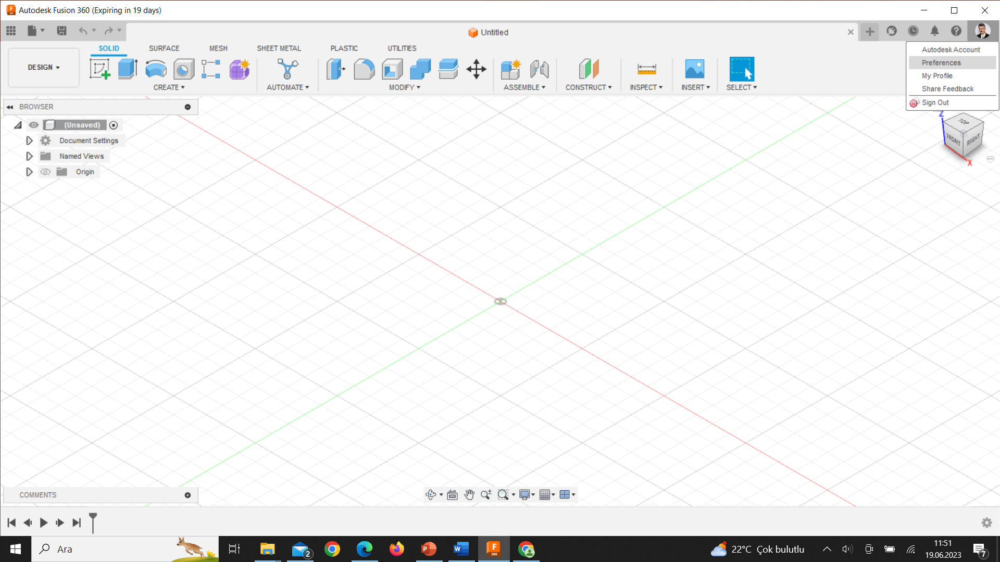 Autodesk Fusion 360 (Expiring in 19 days)
Untitled
SOLID SURFACE MESH SHEET METAL PLASTIC UTILITIES
DESIGN
CREATE AUTOMATE MODIFY ASSEMBLE CONSTRUCT INSPECT INSERT SELECT
Autodesk Account
Preferences
My Profile
Share Feedback
Sign Out
BROWSER
(Unsaved)
Document Settings
Named Views
Origin
Z
TOP
FRONT RIGHT
X
COMMENTS
Ara
2
P
W
F
360
22°C Çok bulutlu
11:51
19.06.2023
7